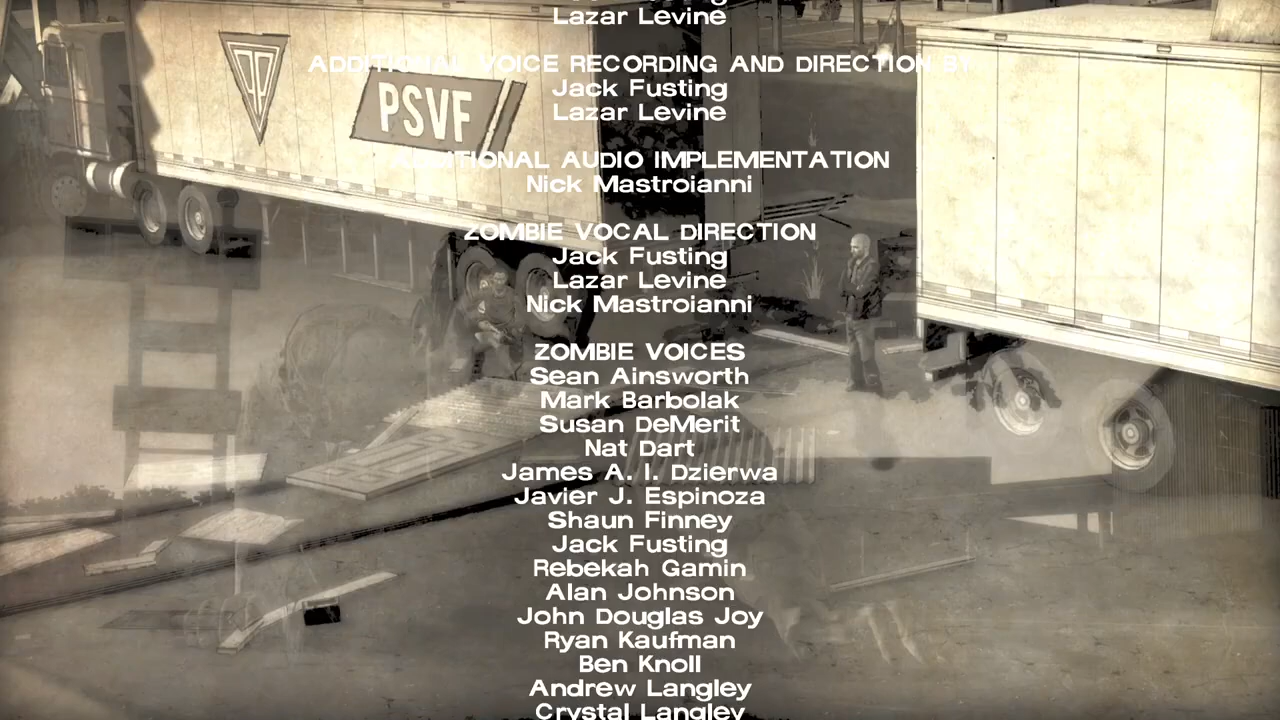 Lazar Levine
ADDITIONAL VOICE RECORDING AND DIRECTION BY
Jack Fusting
Lazar Levine
ADDITIONAL AUDIO IMPLEMENTATION
Nick Mastroianni
ZOMBIE VOCAL DIRECTION
Jack Fusting
Lazar Levine
Nick Mastroianni
ZOMBIE VOICES
Sean Ainsworth
Mark Barbolak
Susan DeMerit
Nat Dart
James A. I. Dzierwa
Javier J. Espinoza
Shaun Finney
Jack Fusting
Rebekah Gamin
Alan Johnson
John Douglas Joy
Ryan Kaufman
Ben Knoll
Andrew Langley
Crystal Langley
PSVF